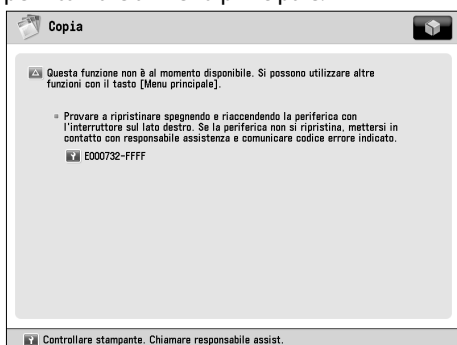 Copia
Questa funzione non è al momento disponibile. Si possono utilizzare altre
funzioni con il tasto [Menu principale].
Provare a ripristinare spegnendo e riaccendendo la periferica con
l'interruttore sul lato destro. Se la periferica non si ripristina, mettersi in
contatto con responsabile assistenza e comunicare codice errore indicato.
E000732-FFFF
Controllare stampante. Chiamare responsabile assist.